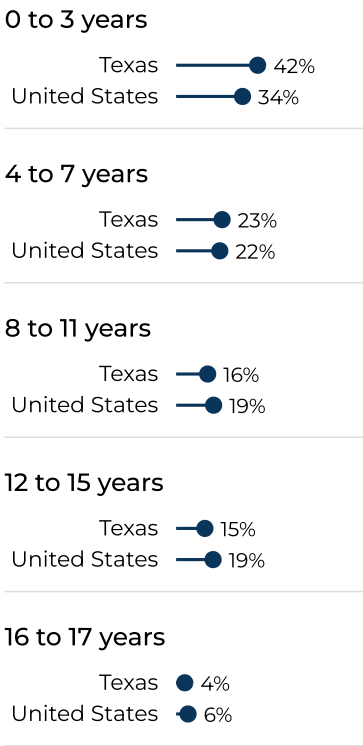 0 to 3 years
Texas 42%
United States 34%
4 to 7 years
Texas 23%
United States 22%
8 to 11 years
Texas 16%
United States 19%
12 to 15 years
Texas 15%
United States 19%
16 to 17 years
Texas 4%
United States 6%